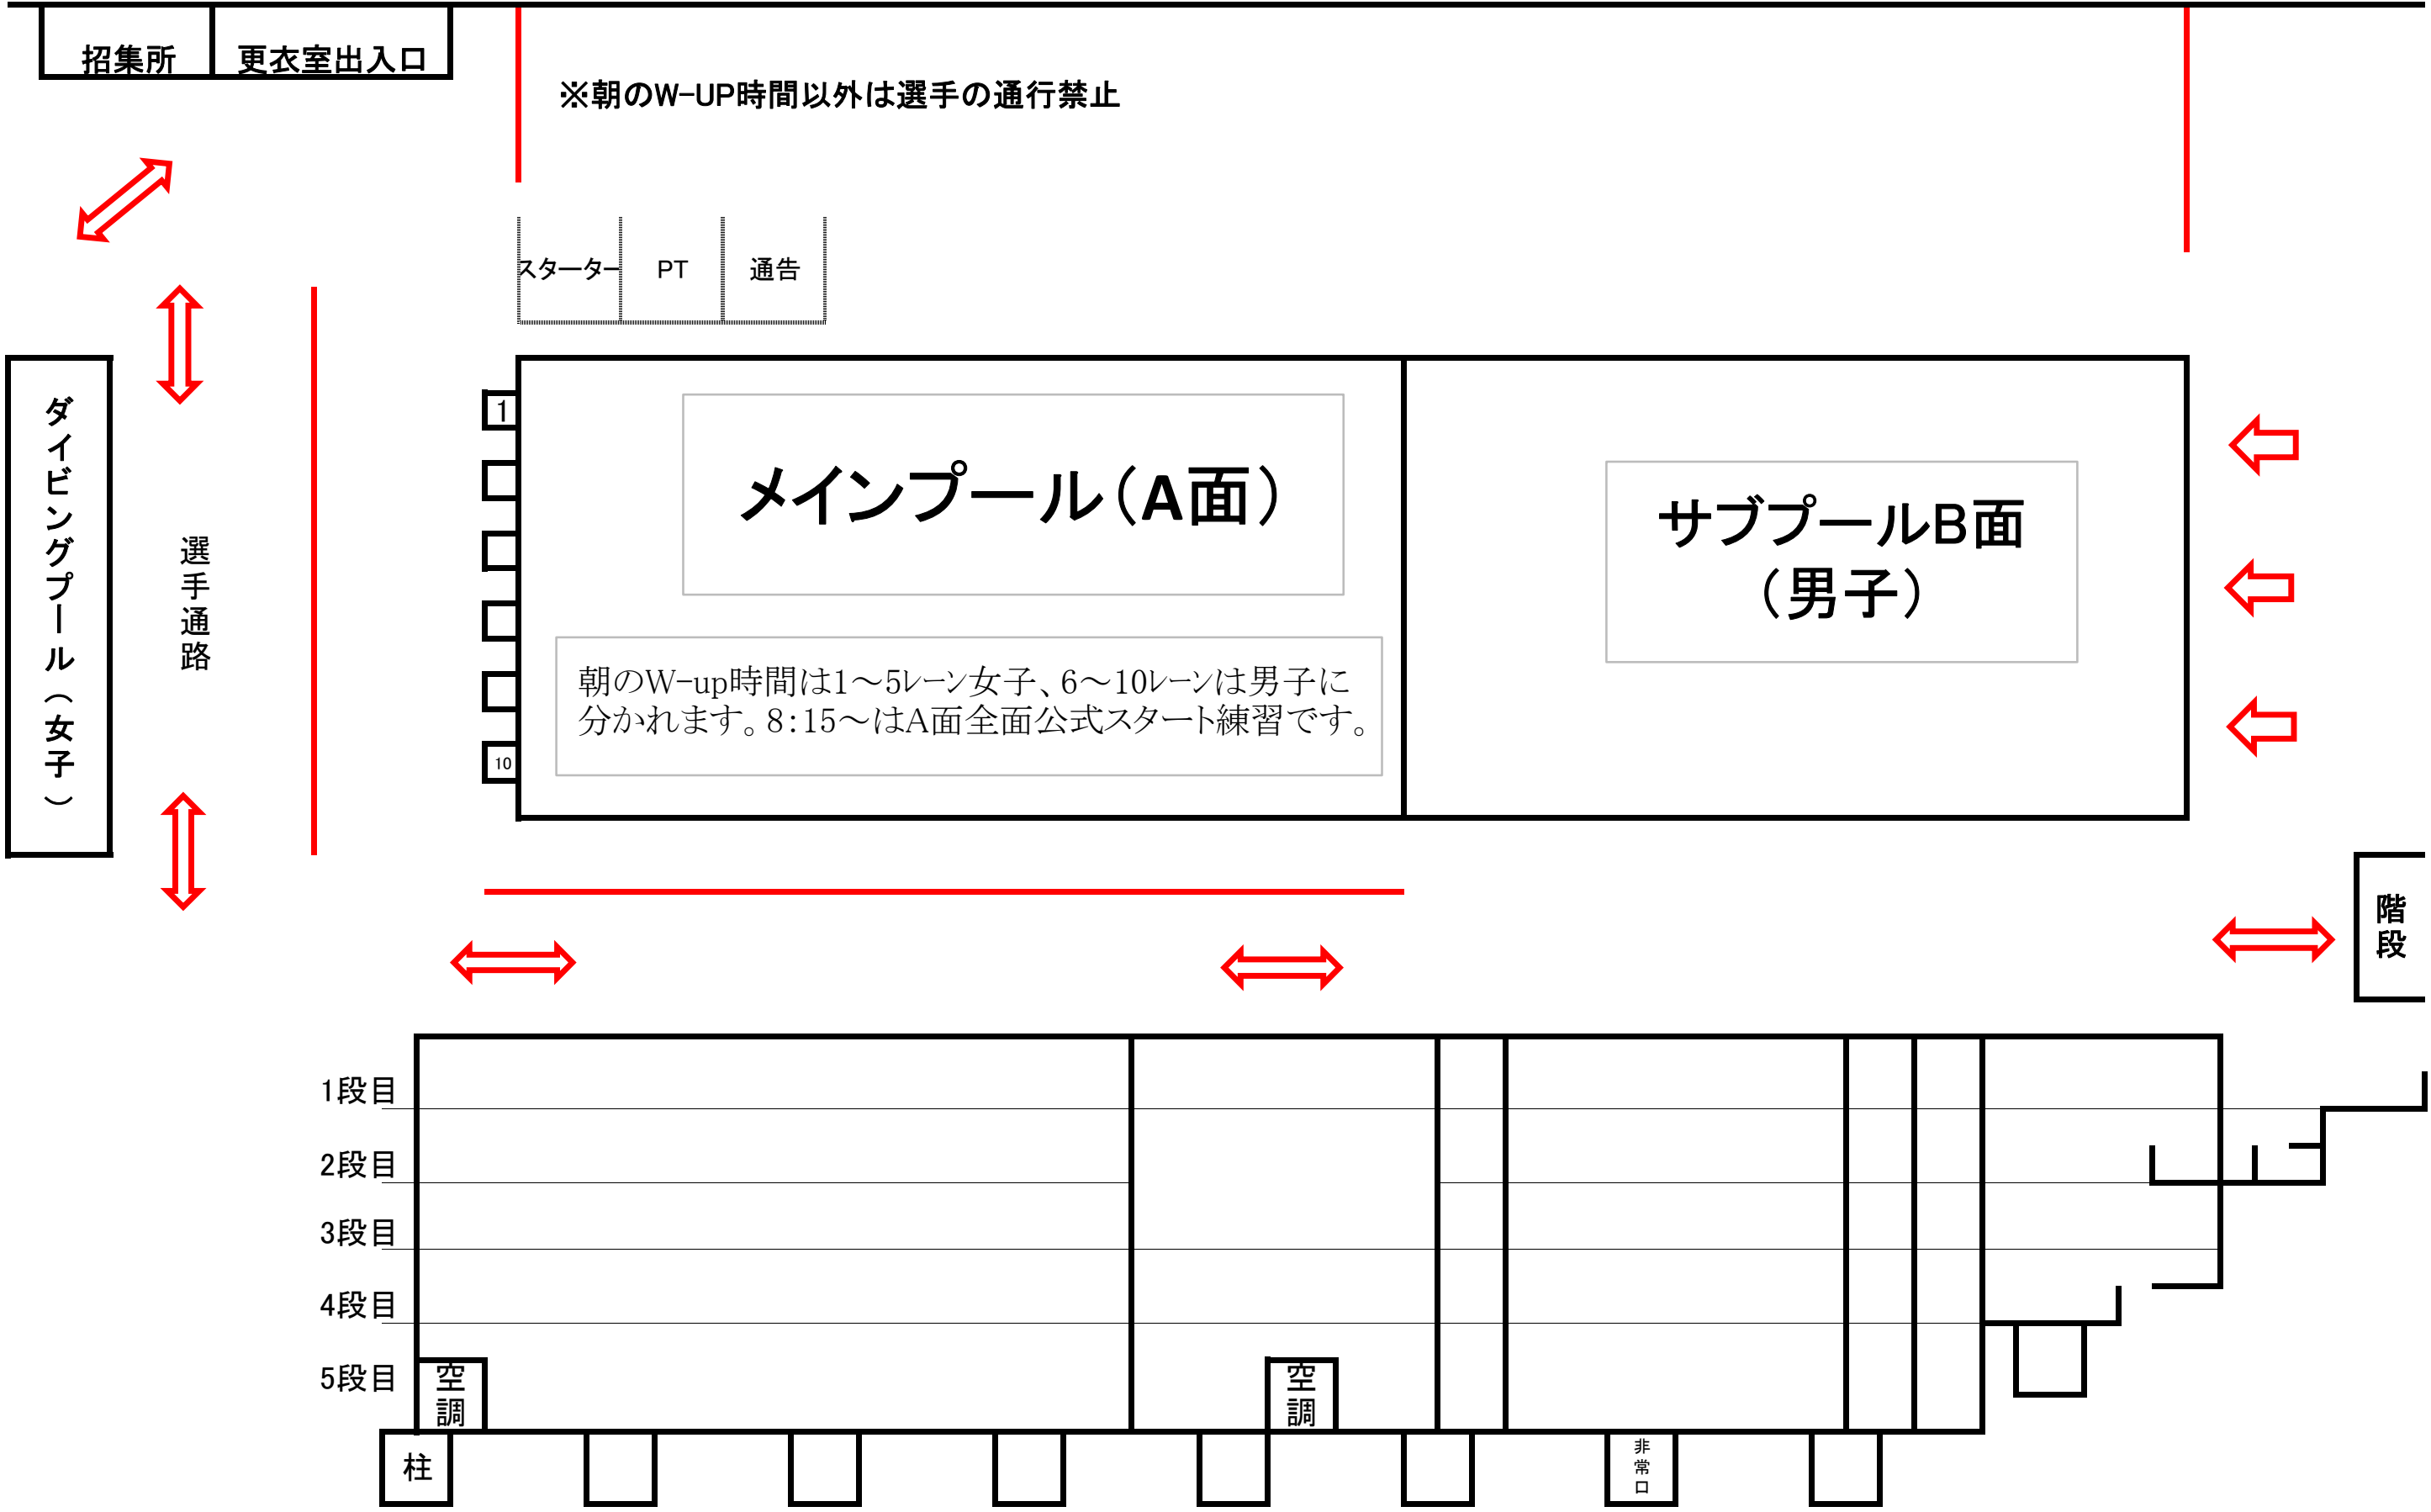 招集所
更衣室出入口
※朝のW-UP時間以外は選手の通行禁止
スターター
PT
通告
ダイビングプール（女子）
選手通路
1
10
メインプール(A面)
朝のW-up時間は1～5ﾚｰﾝ女子、6～10ﾚｰﾝは男子に
分かれます。8:15～はA面全面公式スタート練習です。
サブプールB面
(男子)
階段
1段目
2段目
3段目
4段目
5段目
空調
空調
柱
非常口